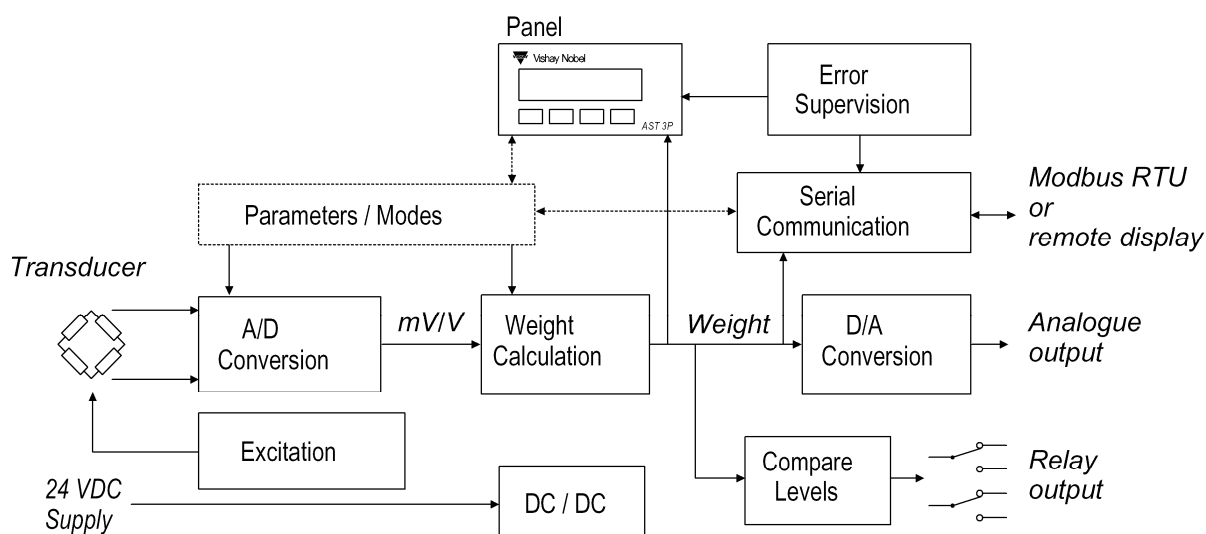 Panel
Vishay Nobel
AST 3P
Error
Supervision
Parameters / Modes
Serial
Communication
Modbus RTU
or
remote display
Transducer
A/D
Conversion
mV/V
Weight
Calculation
Weight
D/A
Conversion
Analogue
output
Excitation
Compare
Levels
Relay
output
24 VDC
Supply
DC / DC